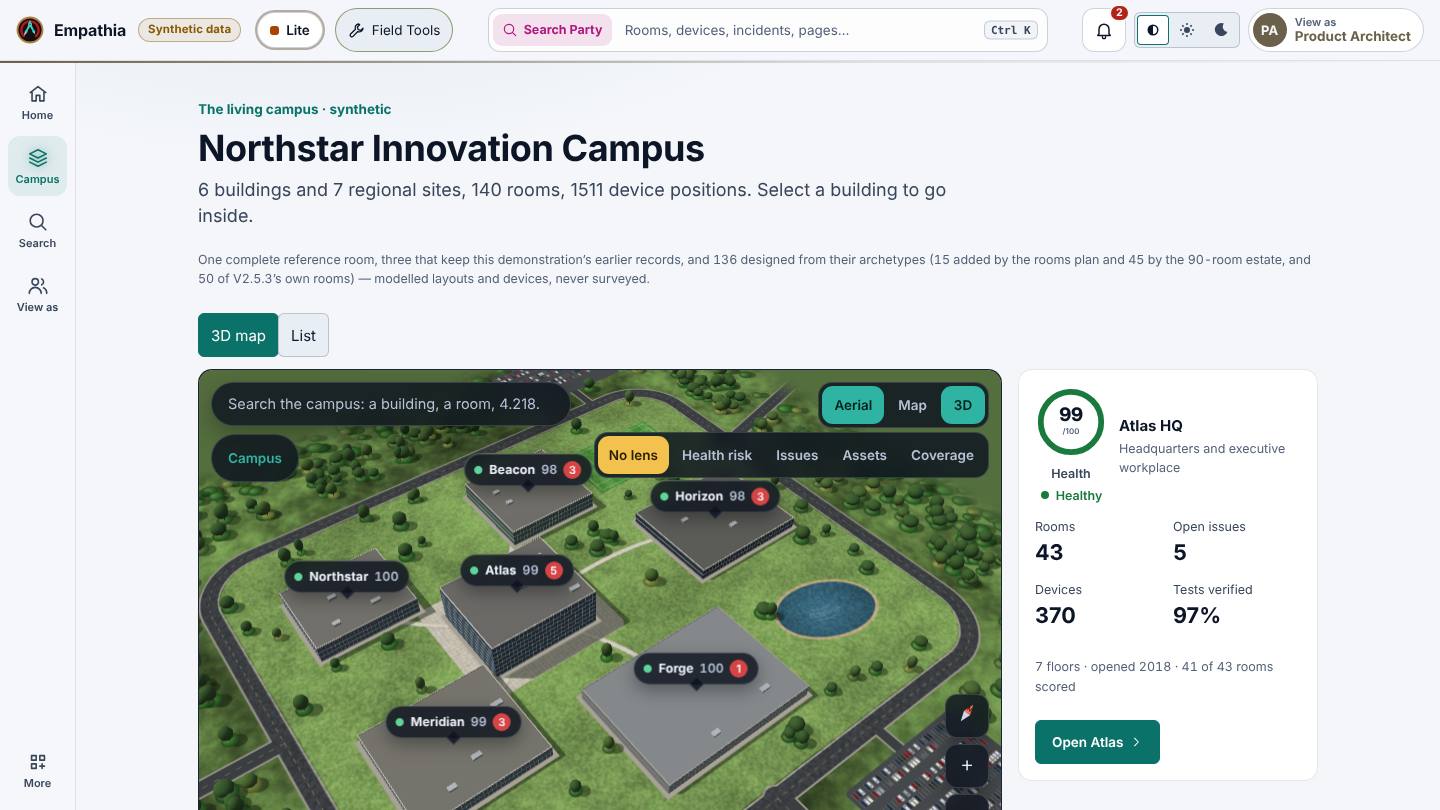 Empathia
Synthetic data
Lite
Field Tools
Search Party
Rooms, devices, incidents, pages...
Ctrl K
2
PA
View as
Product Architect
Home
Campus
Search
View as
More
The living campus · synthetic
Northstar Innovation Campus
6 buildings and 7 regional sites, 140 rooms, 1511 device positions. Select a building to go
inside.
One complete reference room, three that keep this demonstration’s earlier records, and 136 designed from their archetypes (15 added by the rooms plan and 45 by the 90-room estate, and
50 of V2.5.3’s own rooms) — modelled layouts and devices, never surveyed.
3D map
List
Search the campus: a building, a room, 4.218.
Aerial
Map
3D
Campus
No lens
Health risk
Issues
Assets
Coverage
Beacon 98 3
Horizon 98 3
Northstar 100
Atlas 99 5
Forge 100 1
Meridian 99 3
+
99
/100
Health
Healthy
Atlas HQ
Headquarters and executive
workplace
Rooms
43
Open issues
5
Devices
370
Tests verified
97%
7 floors · opened 2018 · 41 of 43 rooms
scored
Open Atlas